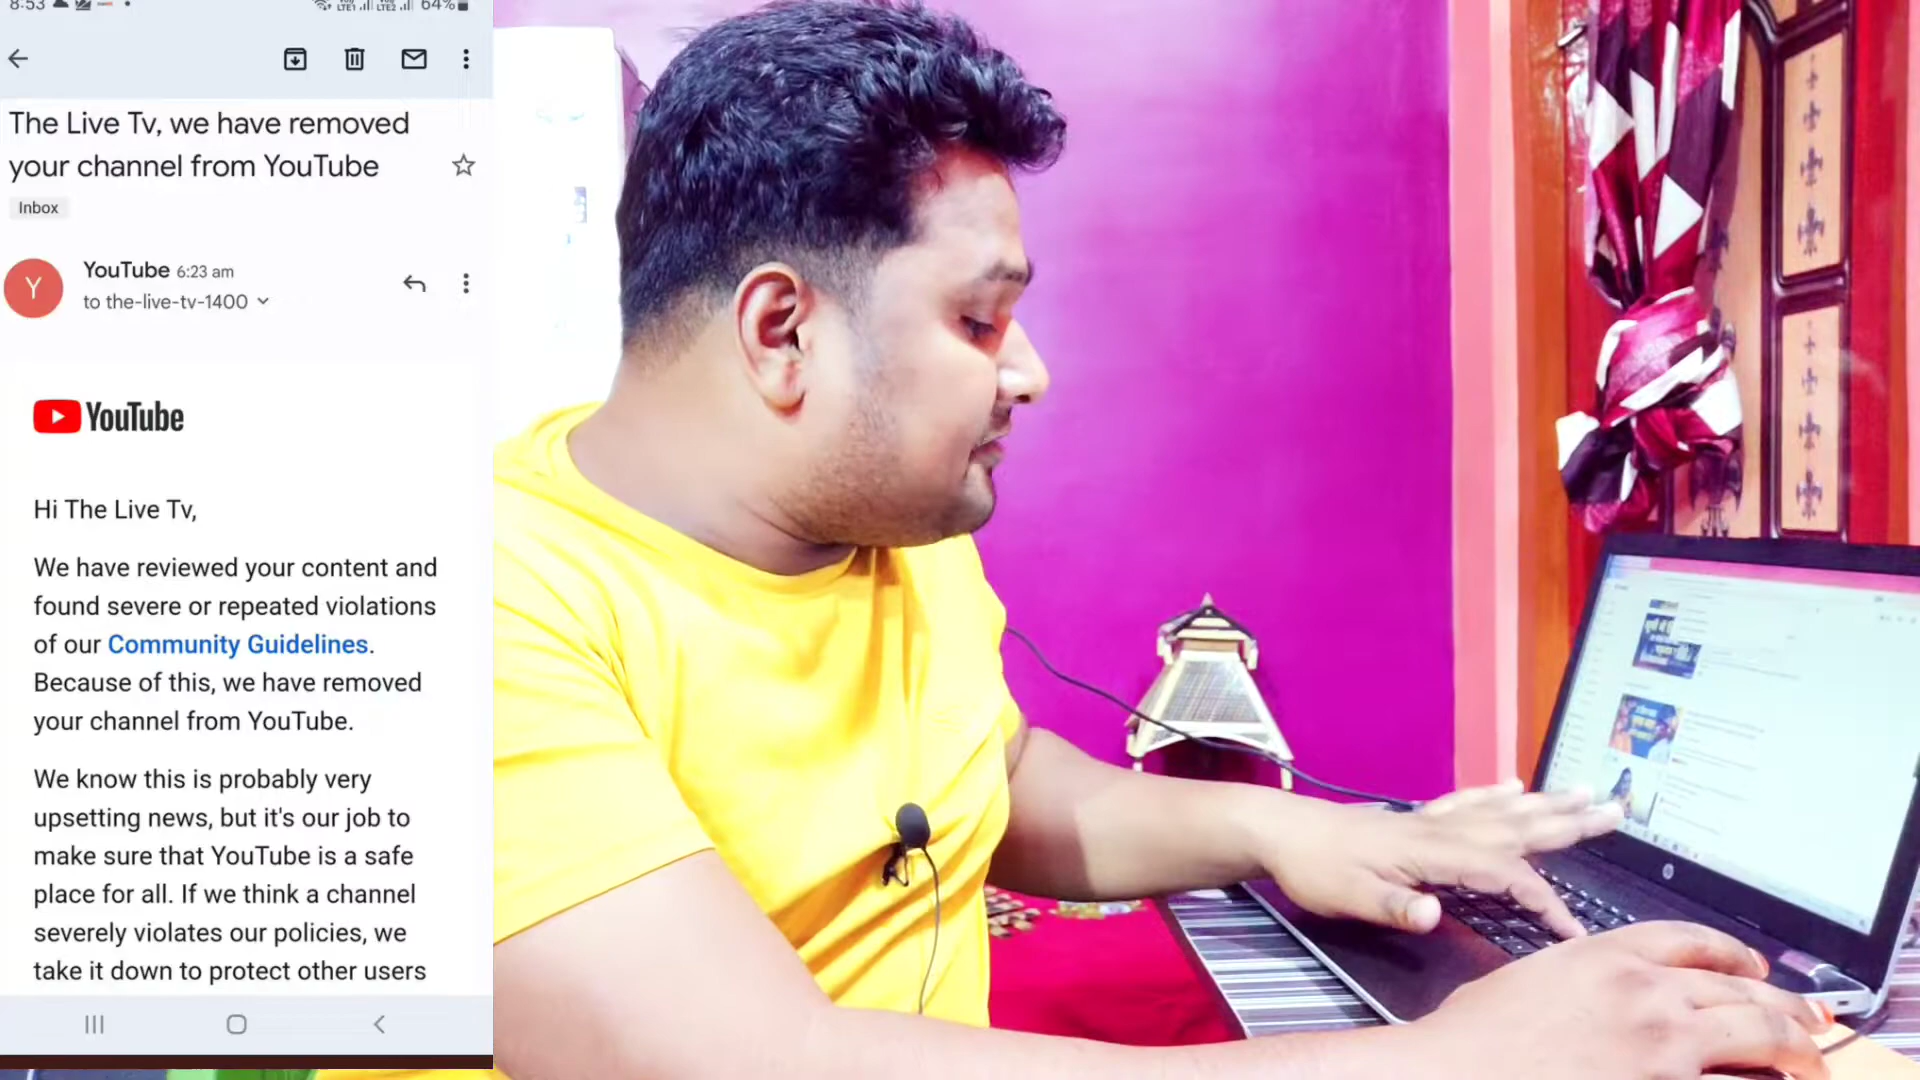 8:53
64%
The Live Tv, we have removed
your channel from YouTube
Inbox
Y
YouTube 6:23 am
to the-live-tv-1400
YouTube
Hi The Live Tv,
We have reviewed your content and
found severe or repeated violations
of our Community Guidelines.
Because of this, we have removed
your channel from YouTube.
We know this is probably very
upsetting news, but it's our job to
make sure that YouTube is a safe
place for all. If we think a channel
severely violates our policies, we
take it down to protect other users
hp